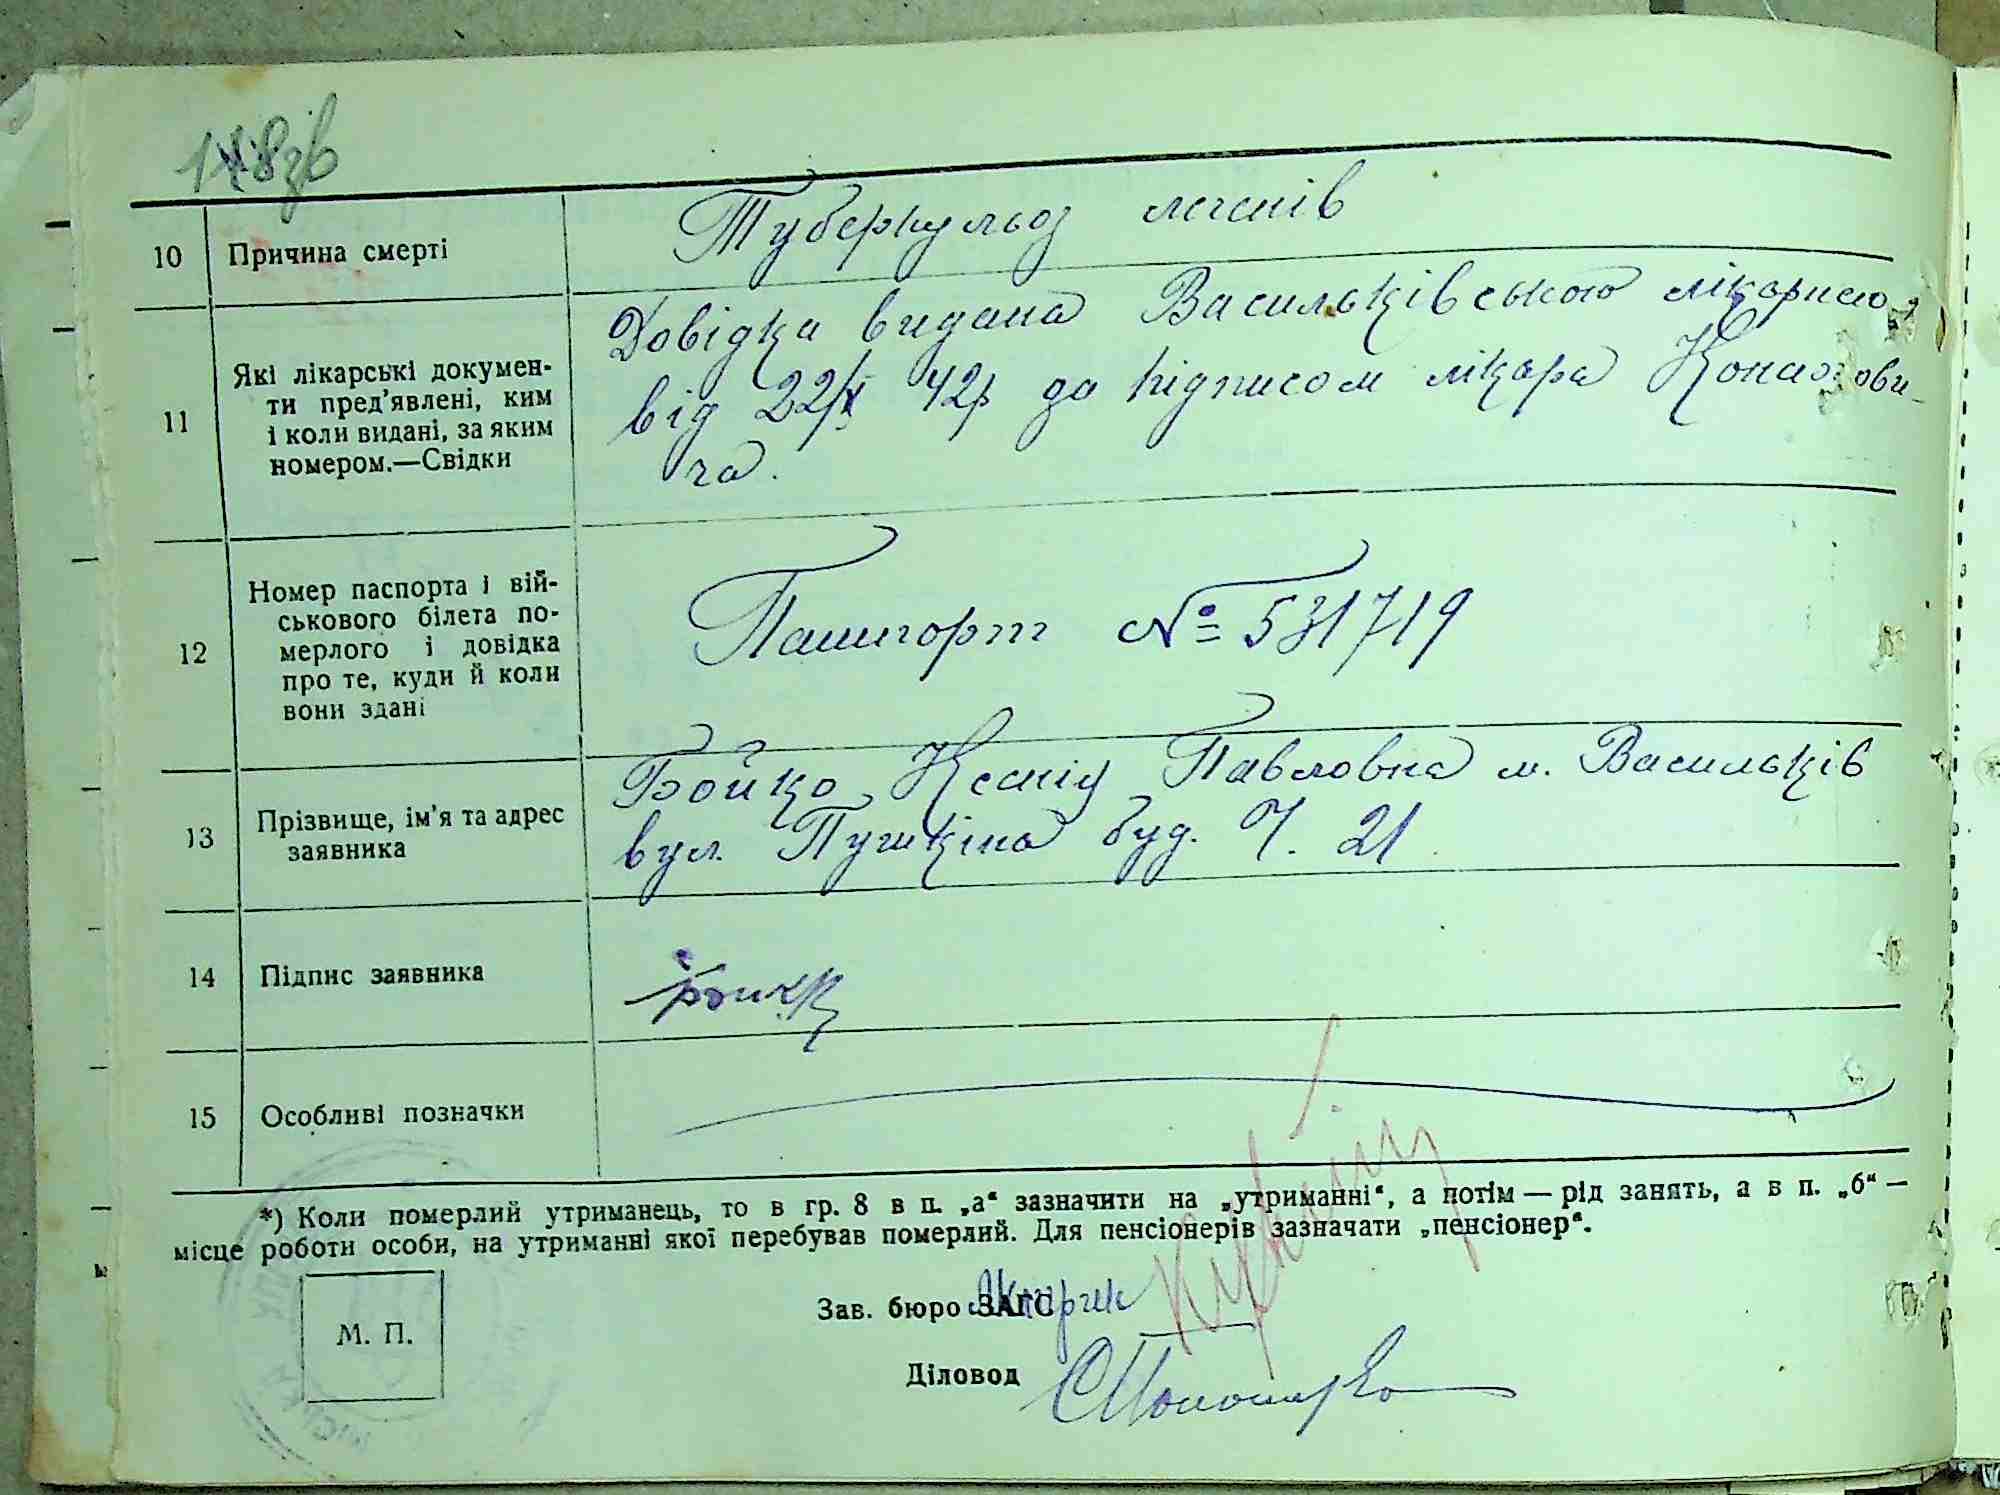 148зв
10 Причина смерті Туберкульоз легенів
11 Які лікарські докумен-
ти пред'явлені, ким
і коли видані, за яким
номером.—Свідки
Довідка видана Васильківською лікарнею
від 22/X 42р за підписом лікара
ча.
12 Номер паспорта і вій-
ськового білета по-
мерлого і довідка
про те, куди й коли
вони здані
Пашпорт № 531719
13 Прізвище, ім'я та адрес
заявника
Бойко Ксенія Павловна м. Васильків
вул. Пушкіна буд. Ч. 21
14 Підпис заявника
15 Особливі позначки
*) Коли померлий утриманець, то в гр. 8 в п. „а“ зазначити на „утриманні“, а потім — рід занять, а в п. „б“ —
місце роботи особи, на утриманні якої перебував померлий. Для пенсіонерів зазначати „пенсіонер“.
М. П.
Зав. бюро ЗАГС
Діловод